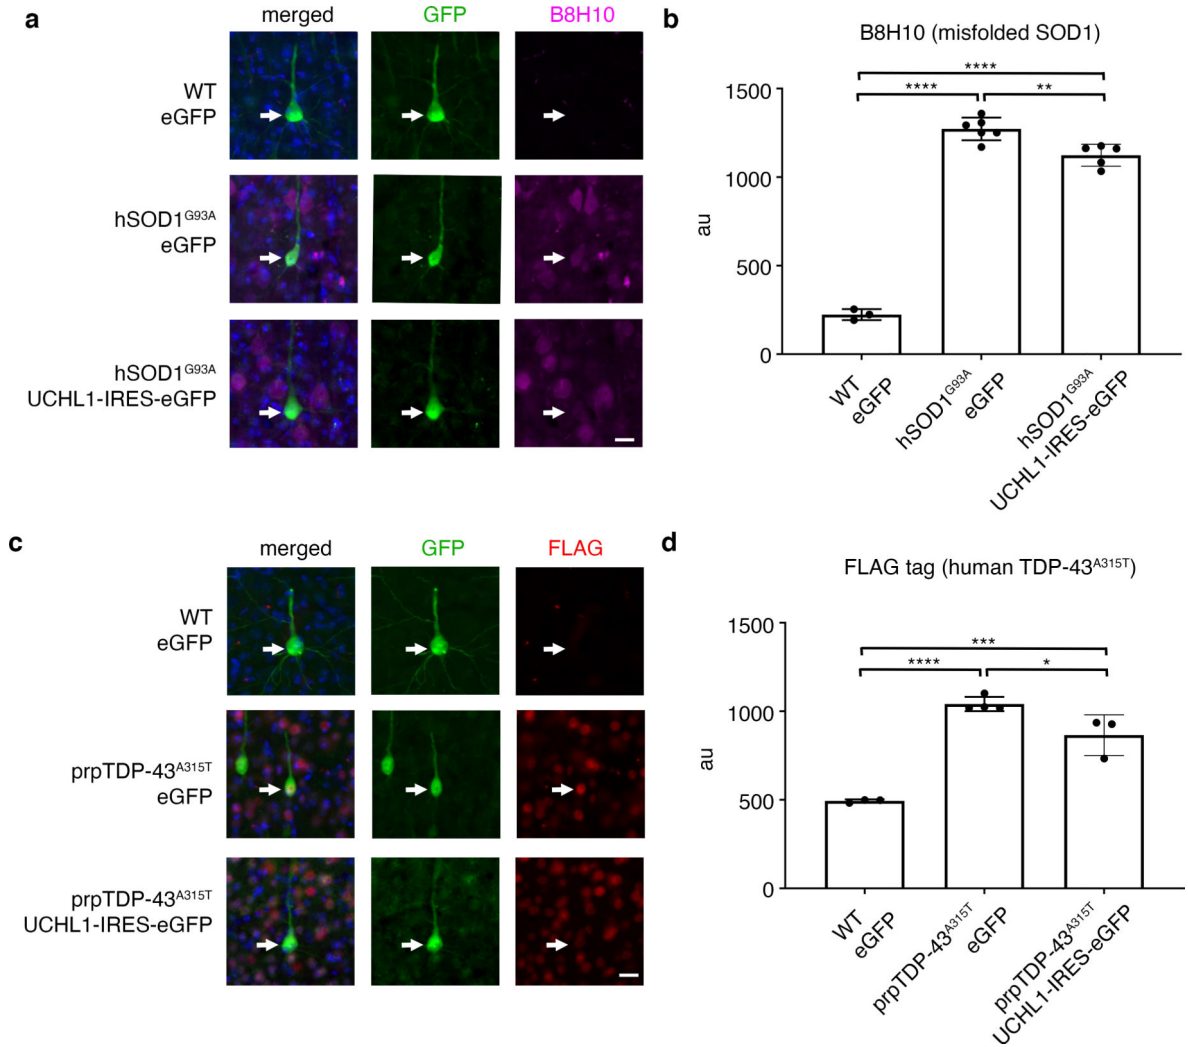 a
merged GFP B8H10
WT
eGFP
hSOD1G93A
eGFP
hSOD1G93A
UCHL1-IRES-eGFP
b
B8H10 (misfolded SOD1)
****
**** **
1500
1000
500
0
au
WT
eGFP
hSOD1G93A
eGFP
hSOD1G93A
UCHL1-IRES-eGFP
c
merged GFP FLAG
WT
eGFP
prpTDP-43A315T
eGFP
prpTDP-43A315T
UCHL1-IRES-eGFP
d
FLAG tag (human TDP-43A315T)
***
**** *
1500
1000
500
0
au
WT
eGFP
prpTDP-43A315T
eGFP
prpTDP-43A315T
UCHL1-IRES-eGFP